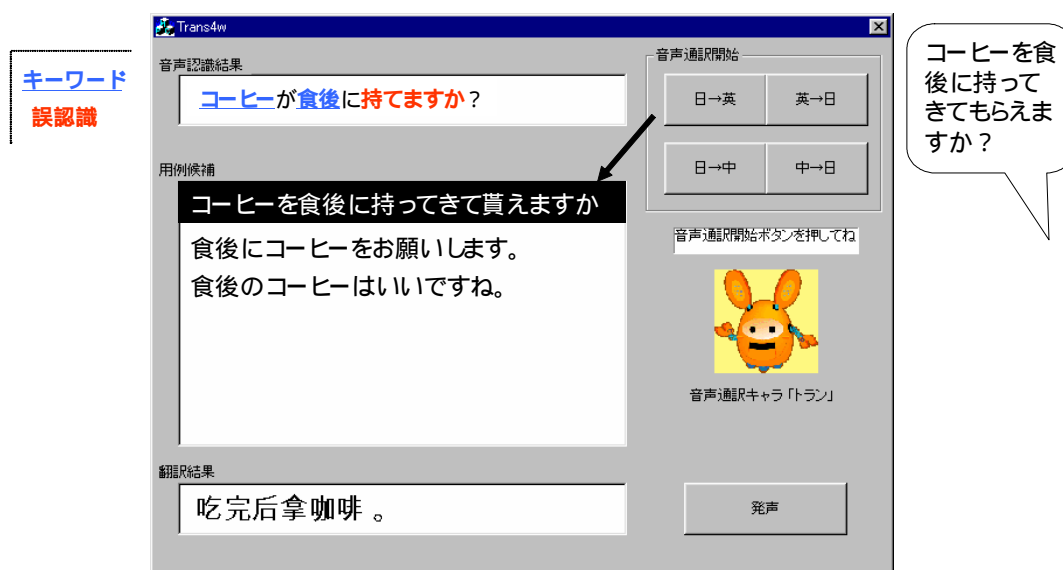 Trans4w
キーワード
誤認識
音声認識結果
コーヒーが食後に持てますか？
用例候補
コーヒーを食後に持ってきて貰えますか
食後にコーヒーをお願いします。
食後のコーヒーはいいですね。
翻訳結果
吃完后拿咖啡。
音声通訳開始
日→英
英→日
日→中
中→日
音声通訳開始ボタンを押してね
音声通訳キャラ「トラン」
発声
コーヒーを食
後に持って
きてもらえま
すか？